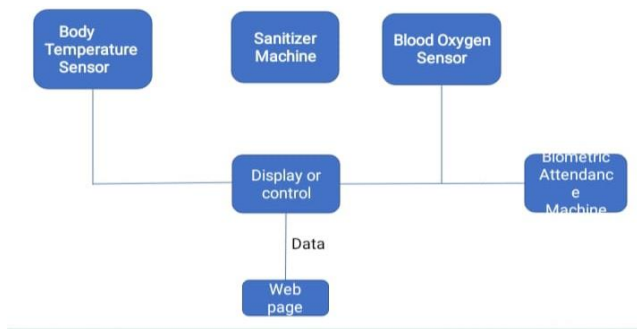 Body
Temperature
Sensor
Sanitizer
Machine
Blood Oxygen
Sensor
Display or
control
Biometric
Attendanc
e
Machine
Data
Web
page